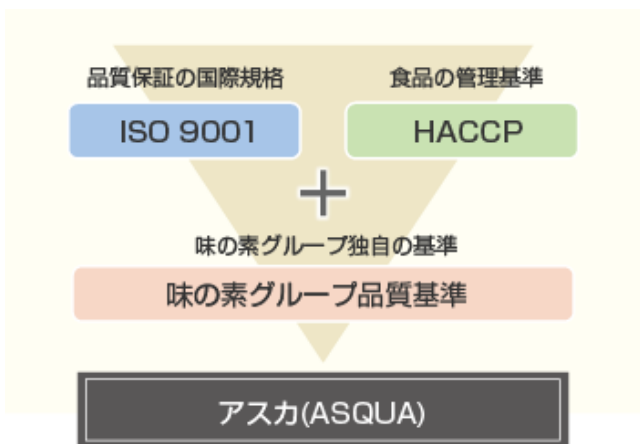 品質保証の国際規格
食品の管理基準
ISO 9001
HACCP
+
味の素グループ独自の基準
味の素グループ品質基準
アスカ(ASQUA)